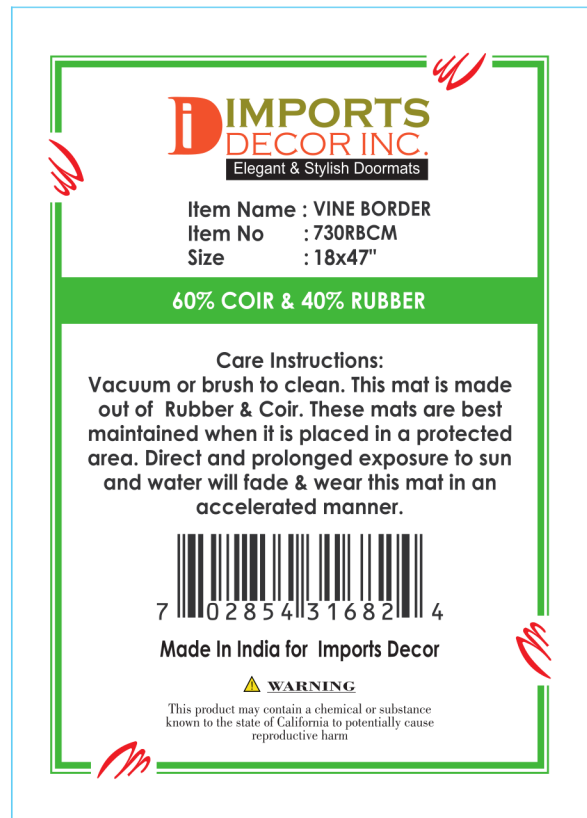 iD IMPORTS
DECOR INC.
Elegant & Stylish Doormats
Item Name : VINE BORDER
Item No : 730RBCM
Size : 18x47"
60% COIR & 40% RUBBER
Care Instructions:
Vacuum or brush to clean. This mat is made
out of Rubber & Coir. These mats are best
maintained when it is placed in a protected
area. Direct and prolonged exposure to sun
and water will fade & wear this mat in an
accelerated manner.
7 02854 31682 4
Made In India for Imports Decor
WARNING
This product may contain a chemical or substance
known to the state of California to potentially cause
reproductive harm